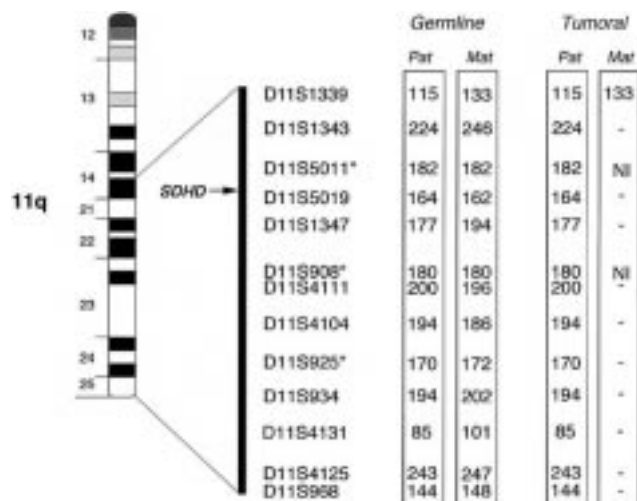 Germline Tumoral
Pat Mat Pat Mat
12
13
14
11q
21
22
23
24
25
SDHD
D11S1339 115 133 115 133
D11S1343 224 246 224 -
D11S5011* 182 182 182 NI
D11S5019 164 162 164 -
D11S1347 177 194 177 -
D11S908* 180 180 180 NI
D11S4111 200 196 200 -
D11S4104 194 186 194 -
D11S925* 170 172 170 -
D11S934 194 202 194 -
D11S4131 85 101 85 -
D11S4125 243 247 243 -
D11S968 144 148 144 -